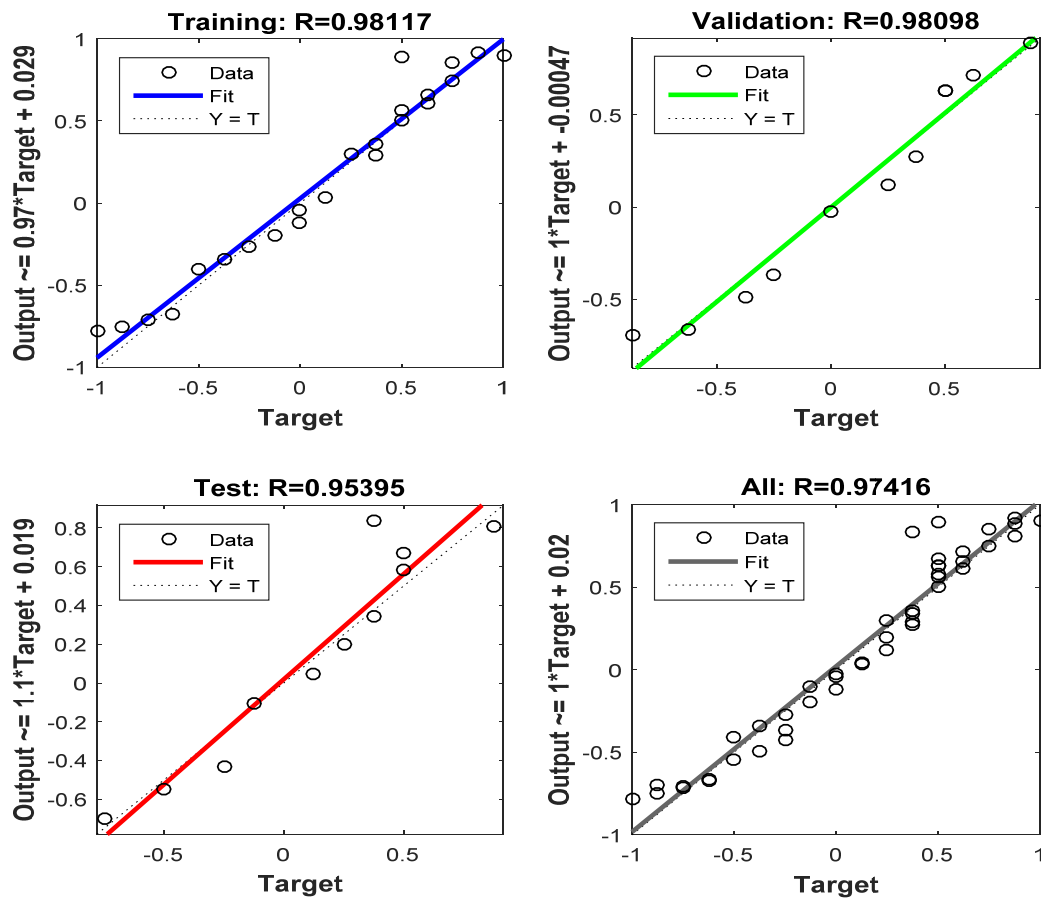 Training: R=0.98117
Output ~= 0.97*Target + 0.029
1
0.5
0
-0.5
-1
Data
Fit
Y = T
-1 -0.5 0 0.5 1
Target
Validation: R=0.98098
Output ~= 1*Target + -0.00047
0.5
0
-0.5
Data
Fit
Y = T
-0.5 0 0.5
Target
Test: R=0.95395
Output ~= 1.1*Target + 0.019
0.8
0.6
0.4
0.2
0
-0.2
-0.4
-0.6
Data
Fit
Y = T
-0.5 0 0.5
Target
All: R=0.97416
Output ~= 1*Target + 0.02
1
0.5
0
-0.5
-1
Data
Fit
Y = T
-1 -0.5 0 0.5 1
Target